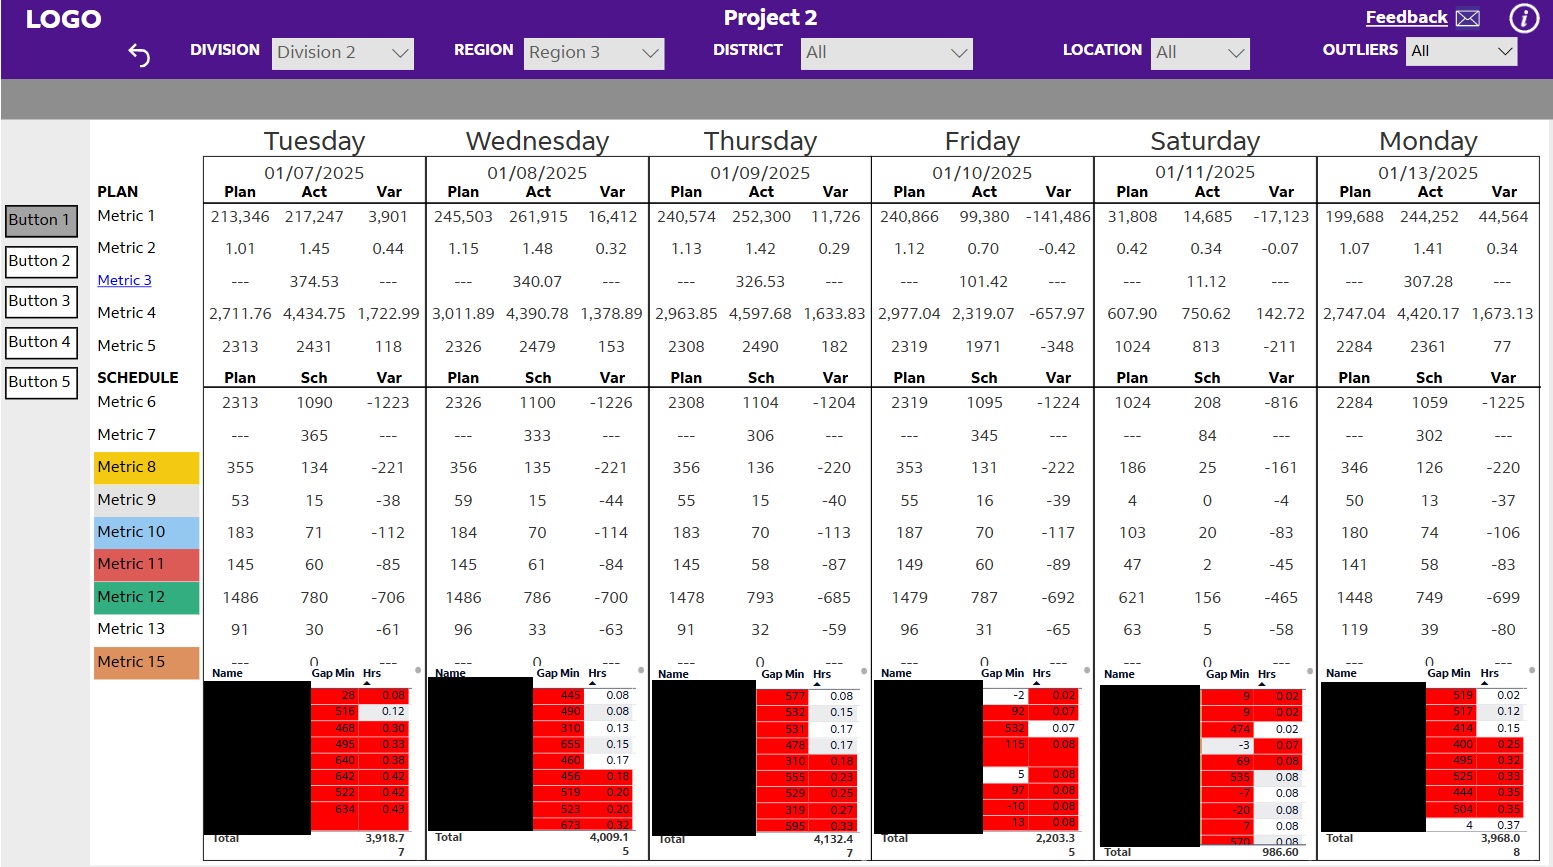 LOGO Project 2 Feedback
DIVISION Division 2 REGION Region 3 DISTRICT All LOCATION All OUTLIERS All
Tuesday Wednesday Thursday Friday Saturday Monday
01/07/2025 01/08/2025 01/09/2025 01/10/2025 01/11/2025 01/13/2025
PLAN Plan Act Var Plan Act Var Plan Act Var Plan Act Var Plan Act Var Plan Act Var
Button 1
Button 2
Button 3
Button 4
Button 5
Metric 1 213,346 217,247 3,901 245,503 261,915 16,412 240,574 252,300 11,726 240,866 99,380 -141,486 31,808 14,685 -17,123 199,688 244,252 44,564
Metric 2 1.01 1.45 0.44 1.15 1.48 0.32 1.13 1.42 0.29 1.12 0.70 -0.42 0.42 0.34 -0.07 1.07 1.41 0.34
Metric 3 --- 374.53 --- --- 340.07 --- --- 326.53 --- --- 101.42 --- --- 11.12 --- --- 307.28 ---
Metric 4 2,711.76 4,434.75 1,722.99 3,011.89 4,390.78 1,378.89 2,963.85 4,597.68 1,633.83 2,977.04 2,319.07 -657.97 607.90 750.62 142.72 2,747.04 4,420.17 1,673.13
Metric 5 2313 2431 118 2326 2479 153 2308 2490 182 2319 1971 -348 1024 813 -211 2284 2361 77
SCHEDULE Plan Sch Var Plan Sch Var Plan Sch Var Plan Sch Var Plan Sch Var Plan Sch Var
Metric 6 2313 1090 -1223 2326 1100 -1226 2308 1104 -1204 2319 1095 -1224 1024 208 -816 2284 1059 -1225
Metric 7 --- 365 --- --- 333 --- --- 306 --- --- 345 --- --- 84 --- --- 302 ---
Metric 8 355 134 -221 356 135 -221 356 136 -220 353 131 -222 186 25 -161 346 126 -220
Metric 9 53 15 -38 59 15 -44 55 15 -40 55 16 -39 4 0 -4 50 13 -37
Metric 10 183 71 -112 184 70 -114 183 70 -113 187 70 -117 103 20 -83 180 74 -106
Metric 11 145 60 -85 145 61 -84 145 58 -87 149 60 -89 47 2 -45 141 58 -83
Metric 12 1486 780 -706 1486 786 -700 1478 793 -685 1479 787 -692 621 156 -465 1448 749 -699
Metric 13 91 30 -61 96 33 -63 91 32 -59 96 31 -65 63 5 -58 119 39 -80
Metric 15 --- 0 --- --- 0 --- --- 0 --- --- 0 --- --- 0 --- --- 0 ---
Name Gap Min Hrs
28 0.08
516 0.12
468 0.30
495 0.33
640 0.38
642 0.42
522 0.42
634 0.43
Total 3,918.7
7
Name Gap Min Hrs
445 0.08
490 0.08
310 0.13
655 0.15
460 0.17
456 0.18
519 0.20
523 0.20
673 0.32
Total 4,009.1
5
Name Gap Min Hrs
577 0.08
532 0.15
531 0.17
478 0.17
310 0.18
555 0.23
529 0.25
319 0.27
595 0.33
Total 4,132.4
7
Name Gap Min Hrs
-2 0.02
92 0.07
532 0.07
115 0.08
5 0.08
97 0.08
-10 0.08
13 0.08
Total 2,203.3
5
Name Gap Min Hrs
9 0.02
9 0.02
474 0.02
-3 0.07
69 0.08
535 0.08
-7 0.08
-20 0.08
7 0.08
570 0.08
Total 986.60
Name Gap Min Hrs
519 0.02
517 0.12
414 0.15
400 0.25
495 0.32
525 0.33
444 0.35
504 0.35
4 0.37
Total 3,968.0
8